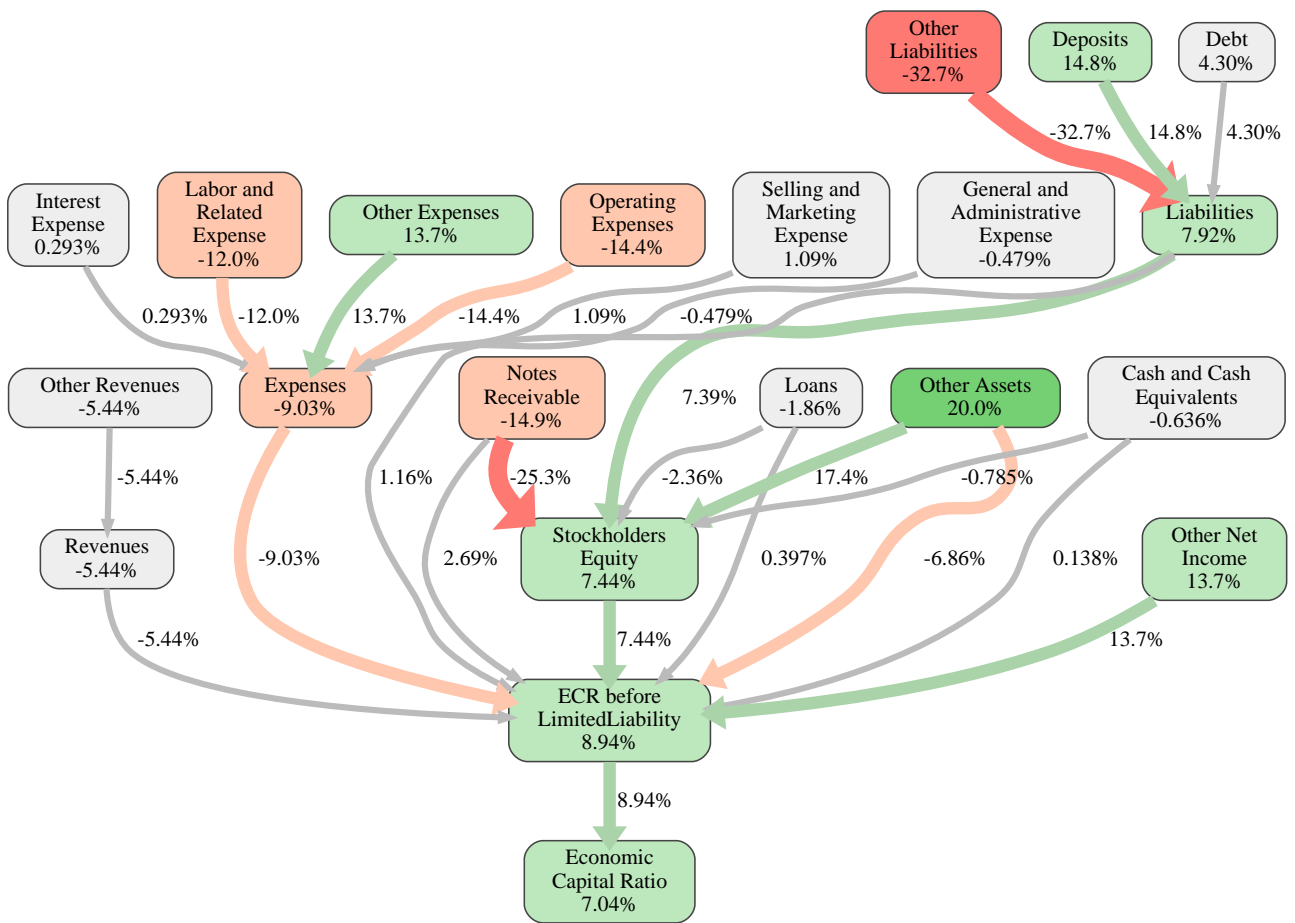 Other
Liabilities
-32.7%
Deposits
14.8%
Debt
4.30%
-32.7%
14.8%
4.30%
Interest
Expense
0.293%
Labor and
Related
Expense
-12.0%
Other Expenses
13.7%
Operating
Expenses
-14.4%
Selling and
Marketing
Expense
1.09%
General and
Administrative
Expense
-0.479%
Liabilities
7.92%
0.293%
-12.0%
13.7%
-14.4%
1.09%
-0.479%
Other Revenues
-5.44%
Expenses
-9.03%
Notes
Receivable
-14.9%
7.39%
Loans
-1.86%
Other Assets
20.0%
Cash and Cash
Equivalents
-0.636%
-5.44%
1.16%
-25.3%
-2.36%
17.4%
-0.785%
Revenues
-5.44%
-9.03%
2.69%
Stockholders
Equity
7.44%
0.397%
-6.86%
0.138%
Other Net
Income
13.7%
-5.44%
7.44%
13.7%
ECR before
LimitedLiability
8.94%
8.94%
Economic
Capital Ratio
7.04%